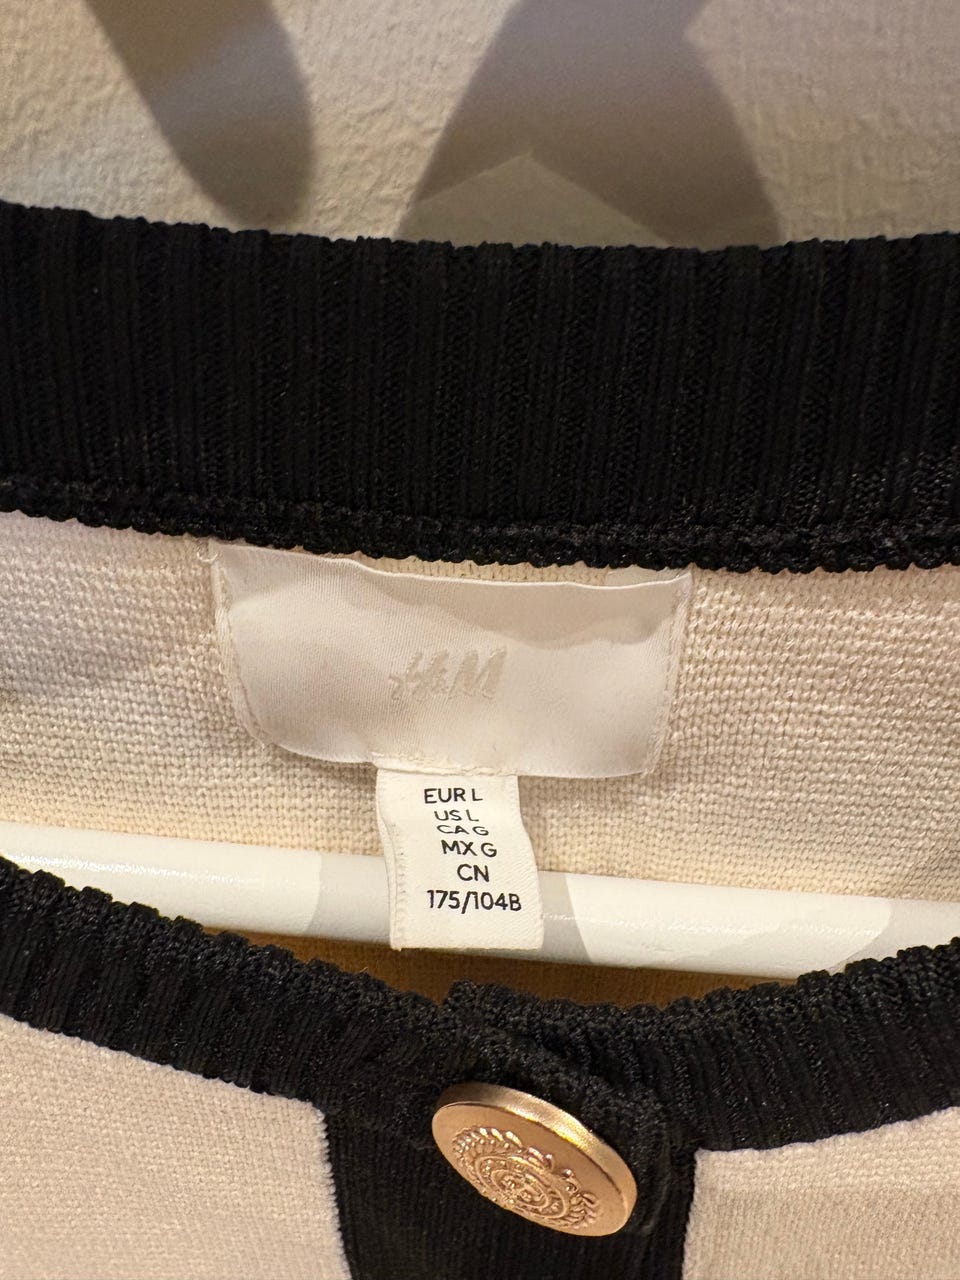 H&M
EUR L
US L
CA G
MX G
CN
175/104B